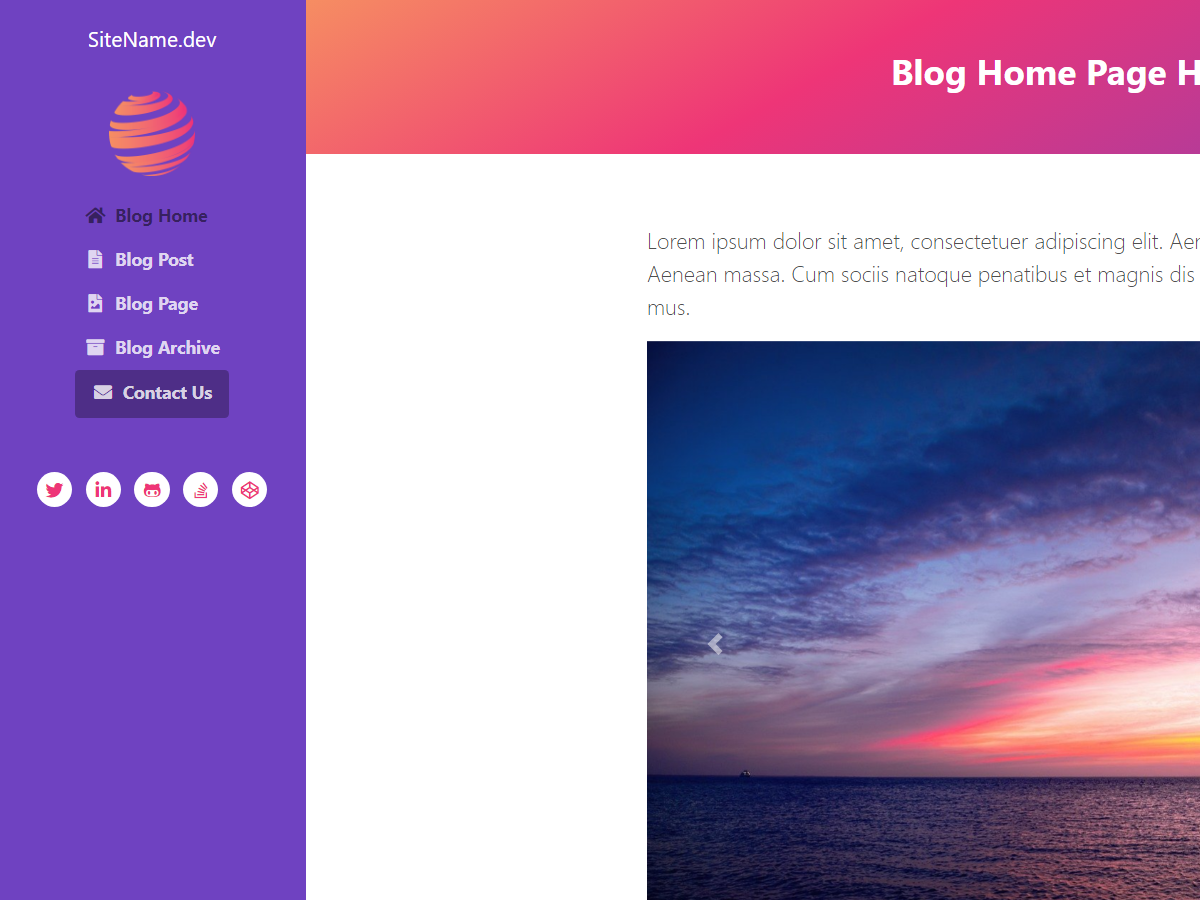 SiteName.dev
Blog Home
Blog Post
Blog Page
Blog Archive
Contact Us
Blog Home Page
Lorem ipsum dolor sit amet, consectetuer adipiscing elit.
Aenean massa. Cum sociis natoque penatibus et magnis dis
mus.